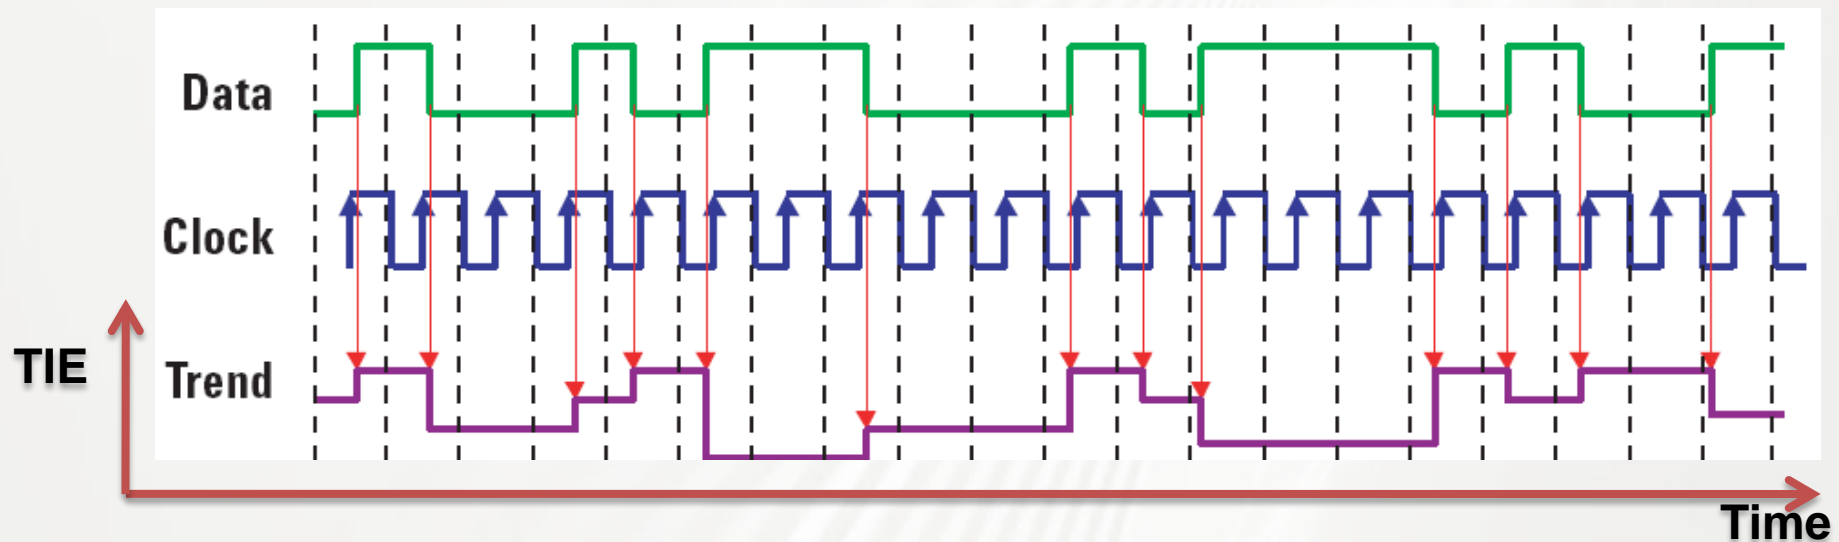 Data
Clock
TIE
Trend
Time